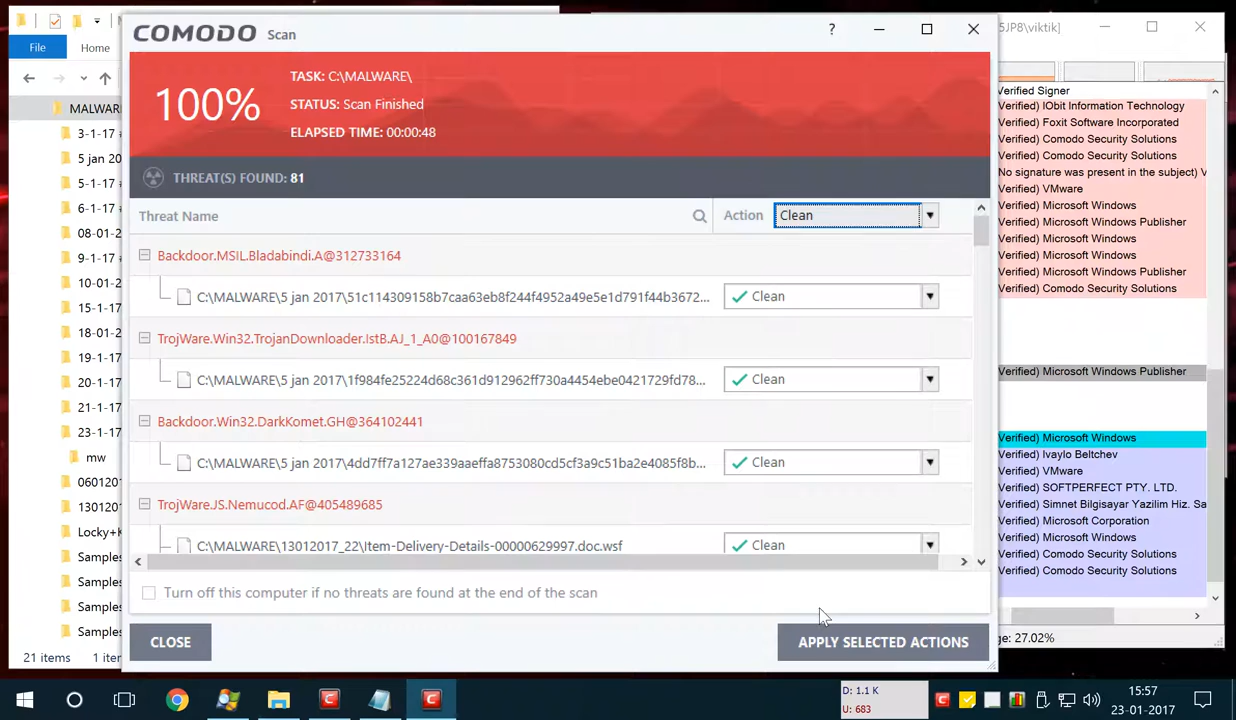 COMODO Scan
5JP8\viktik]
File
Home
100%
TASK: C:\MALWARE\
STATUS: Scan Finished
ELAPSED TIME: 00:00:48
THREAT(S) FOUND: 81
Threat Name
Action
Clean
Backdoor.MSIL.Bladabindi.A@312733164
C:\MALWARE\5 jan 2017\51c114309158b7caa63eb8f244f4952a49e5e1d791f44b3672...
Clean
TrojWare.Win32.TrojanDownloader.IstB.AJ_1_A0@100167849
C:\MALWARE\5 jan 2017\1f984fe25224d68c361d912962ff730a4454ebe0421729fd78...
Clean
Backdoor.Win32.DarkKomet.GH@364102441
C:\MALWARE\5 jan 2017\4dd7ff7a127ae339aaeffa8753080cd5cf3a9c51ba2e4085f8b...
Clean
TrojWare.JS.Nemucod.AF@405489685
C:\MALWARE\13012017_22\Item-Delivery-Details-00000629997.doc.wsf
Clean
Turn off this computer if no threats are found at the end of the scan
CLOSE
APPLY SELECTED ACTIONS
MALWARE
3-1-17
5 jan 20
5-1-17
6-1-17
08-01-
9-1-17
10-01-2
15-1-17
18-01-2
19-1-17
20-1-17
21-1-17
23-1-17
mw
060120
130120
Locky+K
Samples
Samples
Samples
Samples
21 items
1 iter
Verified Signer
Verified) IObit Information Technology
Verified) Foxit Software Incorporated
Verified) Comodo Security Solutions
Verified) Comodo Security Solutions
No signature was present in the subject) V
Verified) VMware
Verified) Microsoft Windows
Verified) Microsoft Windows Publisher
Verified) Microsoft Windows
Verified) Microsoft Windows
Verified) Microsoft Windows Publisher
Verified) Comodo Security Solutions
Verified) Microsoft Windows Publisher
Verified) Microsoft Windows
Verified) Ivaylo Beltchev
Verified) VMware
Verified) SOFTPERFECT PTY. LTD.
Verified) Simnet Bilgisayar Yazilim Hiz. Sa
Verified) Microsoft Corporation
Verified) Comodo Security Solutions
Verified) Comodo Security Solutions
ge: 27.02%
D: 1.1 K
U: 683
15:57
23-01-2017